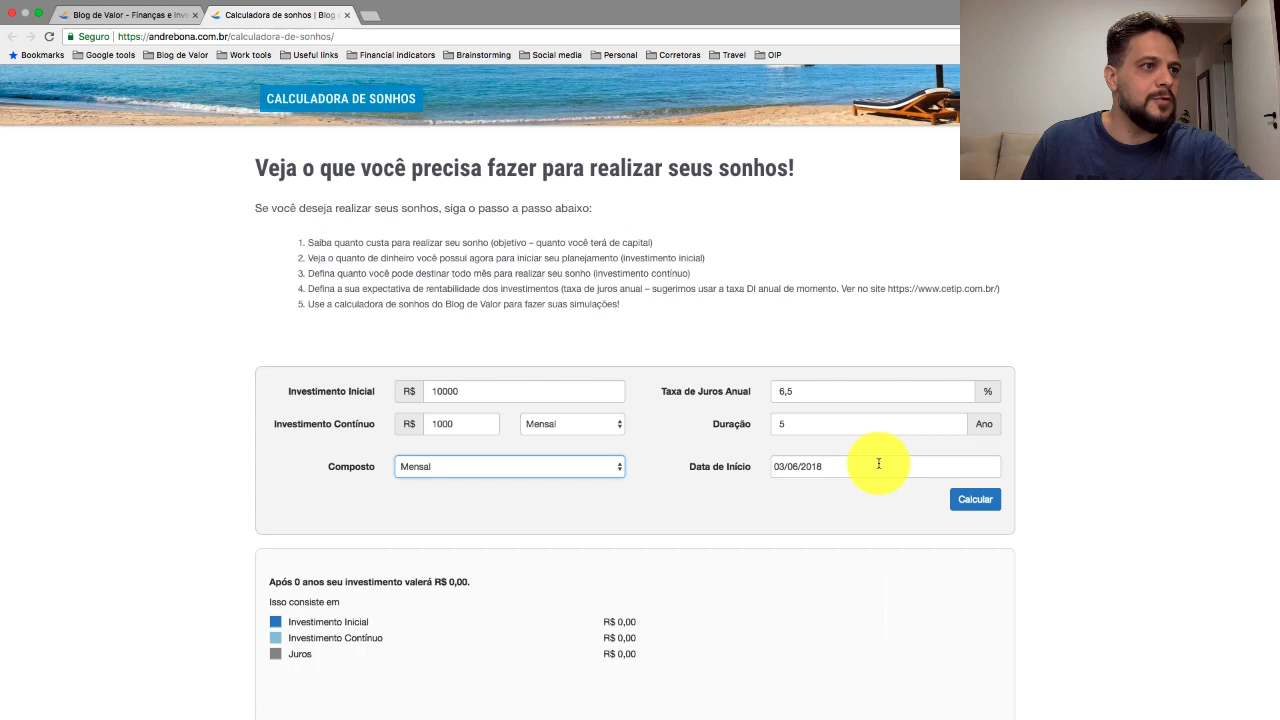 Blog de Valor - Finanças e Inve
Calculadora de sonhos | Blog
Seguro
https://andrebona.com.br/calculadora-de-sonhos/
Bookmarks Google tools Blog de Valor Work tools Useful links Financial indicators Brainstorming Social media Personal Corretoras Travel OIP
CALCULADORA DE SONHOS
Veja o que você precisa fazer para realizar seus sonhos!
Se você deseja realizar seus sonhos, siga o passo a passo abaixo:
1. Saiba quanto custa para realizar seu sonho (objetivo – quanto você terá de capital)
2. Veja o quanto de dinheiro você possui agora para iniciar seu planejamento (investimento inicial)
3. Defina quanto você pode destinar todo mês para realizar seu sonho (investimento contínuo)
4. Defina a sua expectativa de rentabilidade dos investimentos (taxa de juros anual – sugerimos usar a taxa DI anual de momento. Ver no site https://www.cetip.com.br/)
5. Use a calculadora de sonhos do Blog de Valor para fazer suas simulações!
Investimento Inicial R$ 10000 Taxa de Juros Anual 6,5 %
Investimento Contínuo R$ 1000 Mensal Duração 5 Ano
Composto Mensal Data de Início 03/06/2018
Calcular
Após 0 anos seu investimento valerá R$ 0,00.
Isso consiste em
Investimento Inicial R$ 0,00
Investimento Contínuo R$ 0,00
Juros R$ 0,00